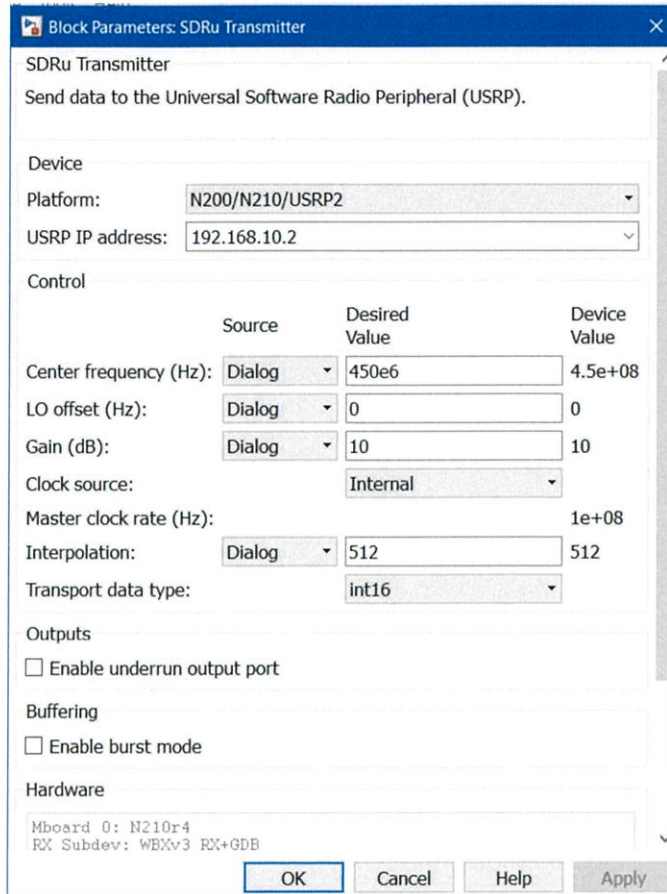 Block Parameters: SDRu Transmitter
SDRu Transmitter
Send data to the Universal Software Radio Peripheral (USRP).
Device
Platform: N200/N210/USRP2
USRP IP address: 192.168.10.2
Control
Source Desired Value Device Value
Center frequency (Hz): Dialog 450e6 4.5e+08
LO offset (Hz): Dialog 0 0
Gain (dB): Dialog 10 10
Clock source: Internal
Master clock rate (Hz): 1e+08
Interpolation: Dialog 512 512
Transport data type: int16
Outputs
Enable underrun output port
Buffering
Enable burst mode
Hardware
Mboard 0: N210r4
RX Subdev: WBXv3 RX+GDB
OK Cancel Help Apply